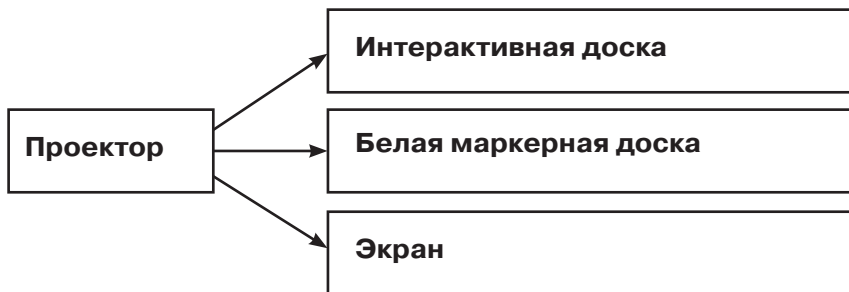 Интерактивная доска
Проектор
Белая маркерная доска
Экран